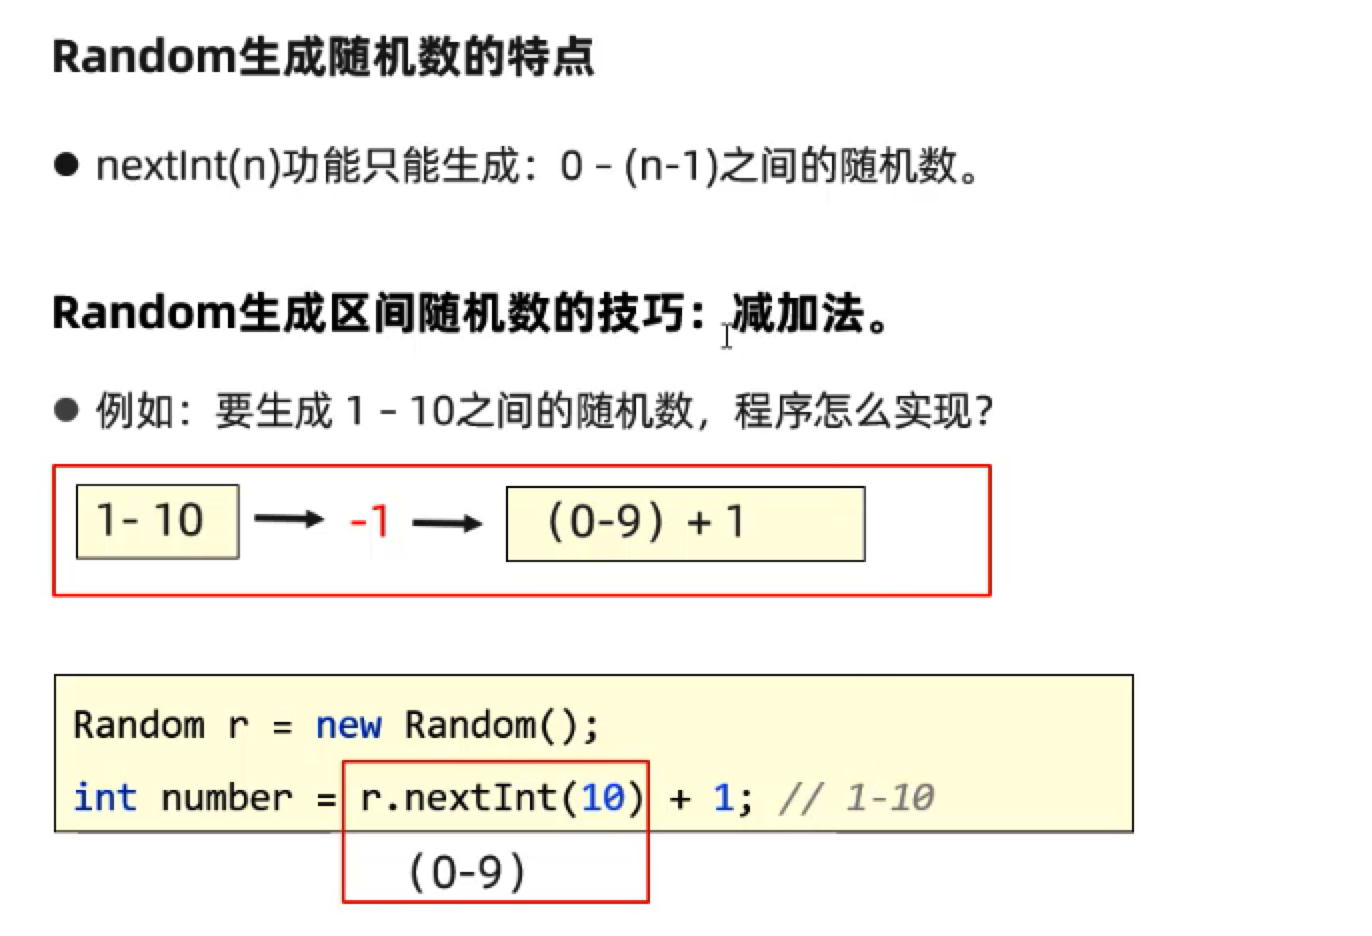 Random生成随机数的特点
● nextInt(n)功能只能生成：0 – (n-1)之间的随机数。
Random生成区间随机数的技巧：减加法。
● 例如：要生成 1 – 10之间的随机数，程序怎么实现？
1- 10 → -1 → （0-9）+ 1
Random r = new Random();
int number = r.nextInt(10) + 1; // 1-10
（0-9）